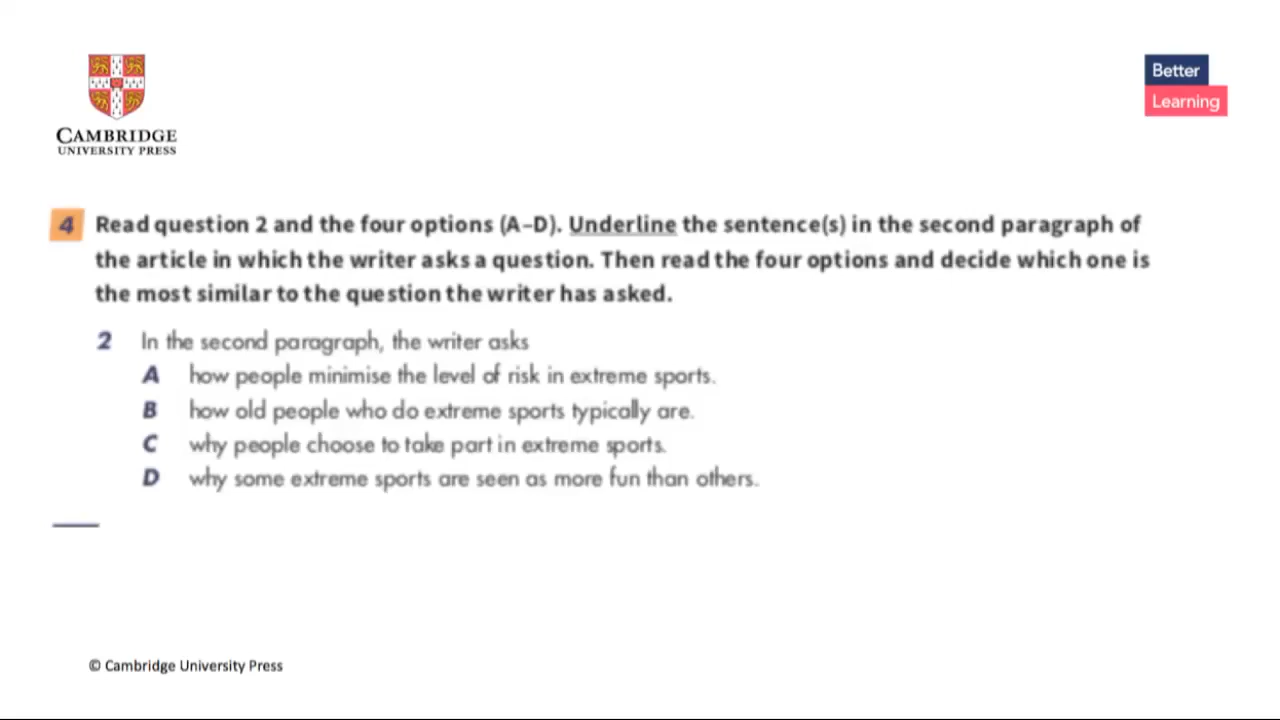 CAMBRIDGE
UNIVERSITY PRESS
Better
Learning
4 Read question 2 and the four options (A–D). Underline the sentence(s) in the second paragraph of
the article in which the writer asks a question. Then read the four options and decide which one is
the most similar to the question the writer has asked.
2 In the second paragraph, the writer asks
A how people minimise the level of risk in extreme sports.
B how old people who do extreme sports typically are.
C why people choose to take part in extreme sports.
D why some extreme sports are seen as more fun than others.
© Cambridge University Press